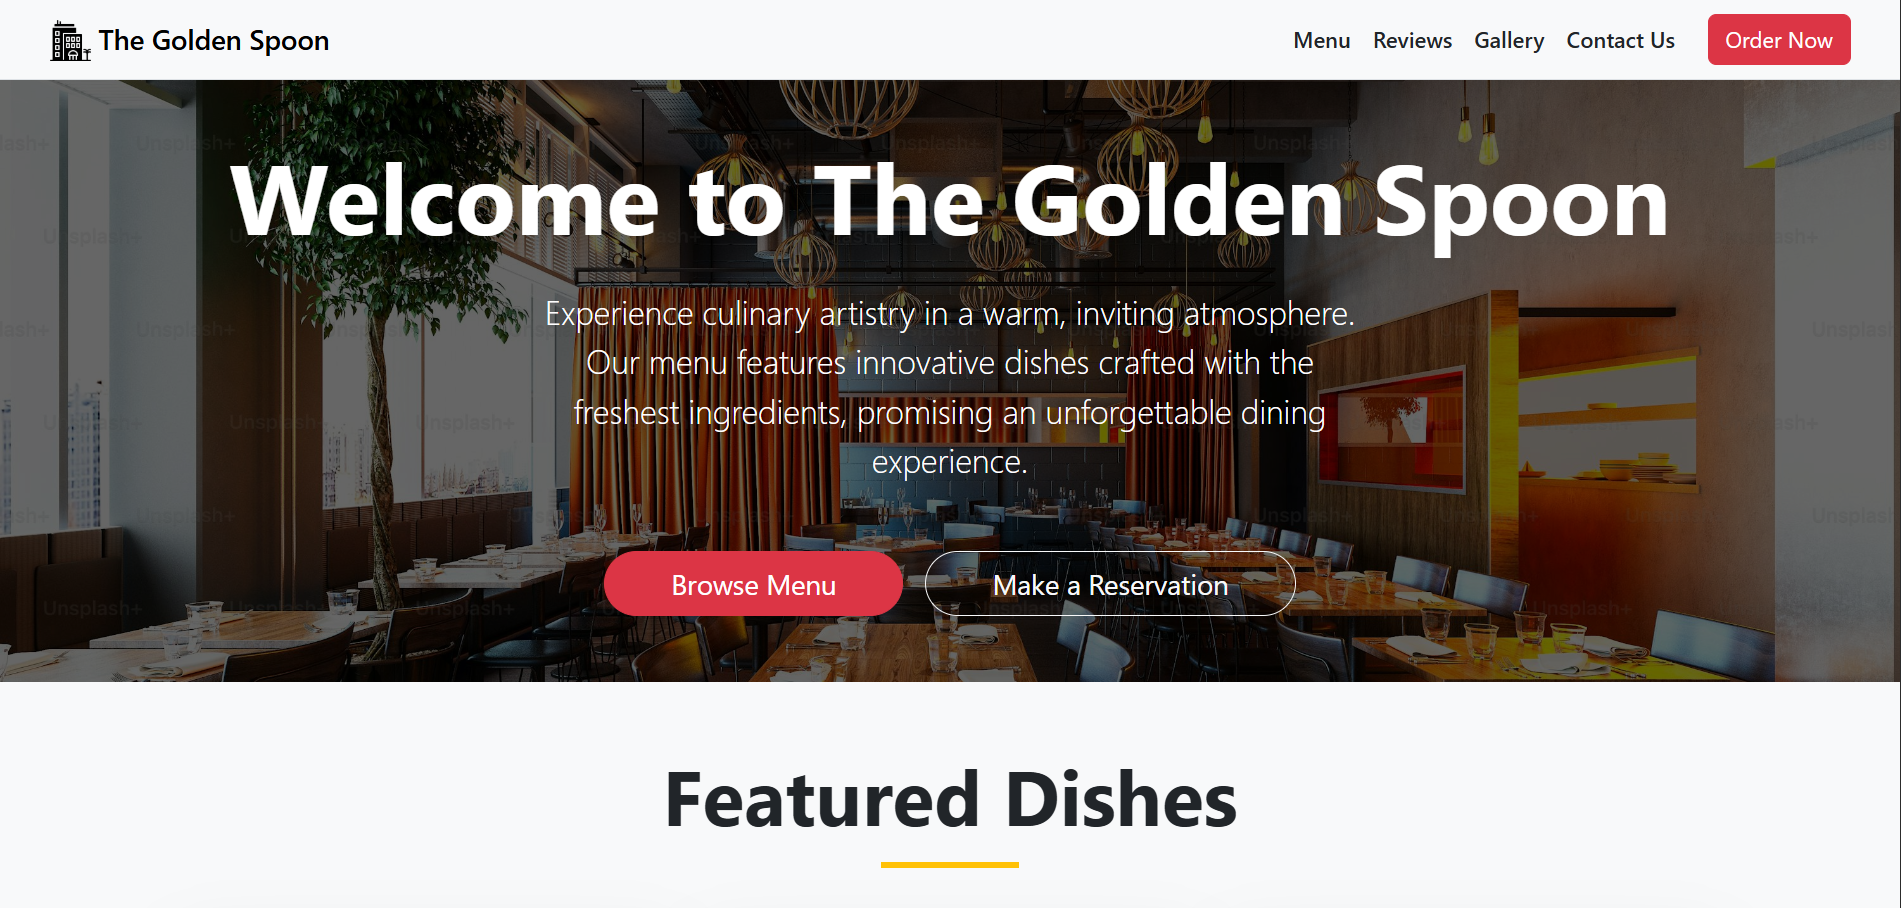 The Golden Spoon
Menu Reviews Gallery Contact Us Order Now
Welcome to The Golden Spoon
Experience culinary artistry in a warm, inviting atmosphere.
Our menu features innovative dishes crafted with the
freshest ingredients, promising an unforgettable dining
experience.
Browse Menu Make a Reservation
Unsplash+
Featured Dishes